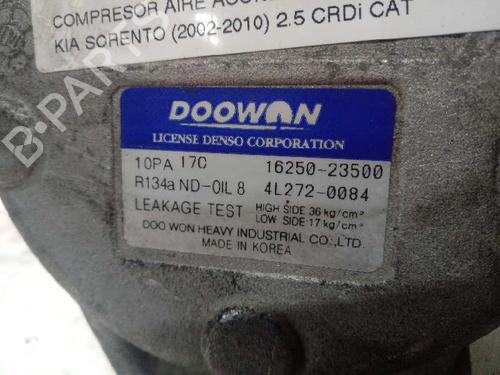 COMPRESOR AIRE
KIA SORENTO (2002-2010) 2.5 CRDi CAT
B-PARTS
DOOWON
LICENSE DENSO CORPORATION
10PA 17C 16250-23500
R134a ND-OIL 8 4L272-0084
LEAKAGE TEST HIGH SIDE 36 kg/cm² LOW SIDE 17 kg/cm²
DOO WON HEAVY INDUSTRIAL CO.,LTD.
MADE IN KOREA